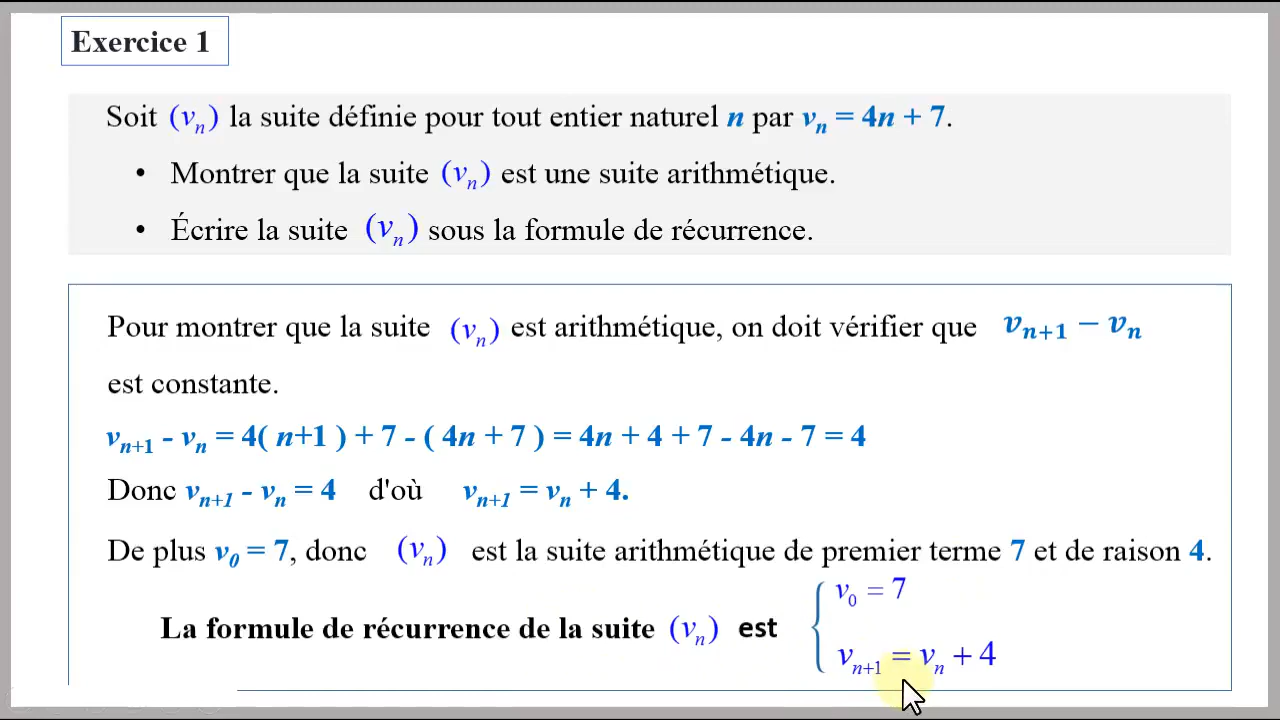 Exercice 1
Soit (vₙ) la suite définie pour tout entier naturel n par vₙ = 4n + 7.
• Montrer que la suite (vₙ) est une suite arithmétique.
• Écrire la suite (vₙ) sous la formule de récurrence.
Pour montrer que la suite (vₙ) est arithmétique, on doit vérifier que vₙ₊₁ − vₙ
est constante.
vₙ₊₁ - vₙ = 4( n+1 ) + 7 - ( 4n + 7 ) = 4n + 4 + 7 - 4n - 7 = 4
Donc vₙ₊₁ - vₙ = 4 d'où vₙ₊₁ = vₙ + 4.
De plus v₀ = 7, donc (vₙ) est la suite arithmétique de premier terme 7 et de raison 4.
v₀ = 7
La formule de récurrence de la suite (vₙ) est {
vₙ₊₁ = vₙ + 4